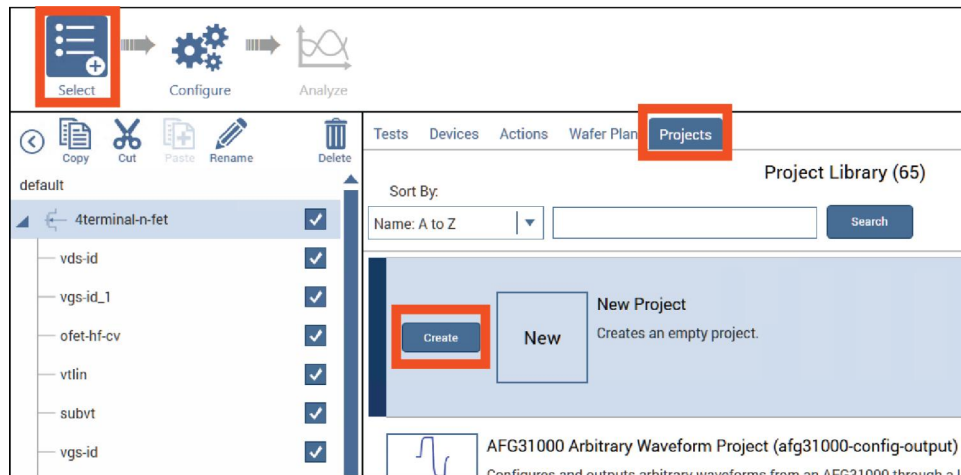 Select
Configure
Analyze
Copy
Cut
Paste
Rename
Delete
default
4terminal-n-fet
vds-id
vgs-id_1
ofet-hf-cv
vtlin
subvt
vgs-id
Tests
Devices
Actions
Wafer Plan
Projects
Project Library (65)
Sort By:
Name: A to Z
Search
Create
New
New Project
Creates an empty project.
AFG31000 Arbitrary Waveform Project (afg31000-config-output)
Configures and outputs arbitrary waveforms from an AFG31000 through a